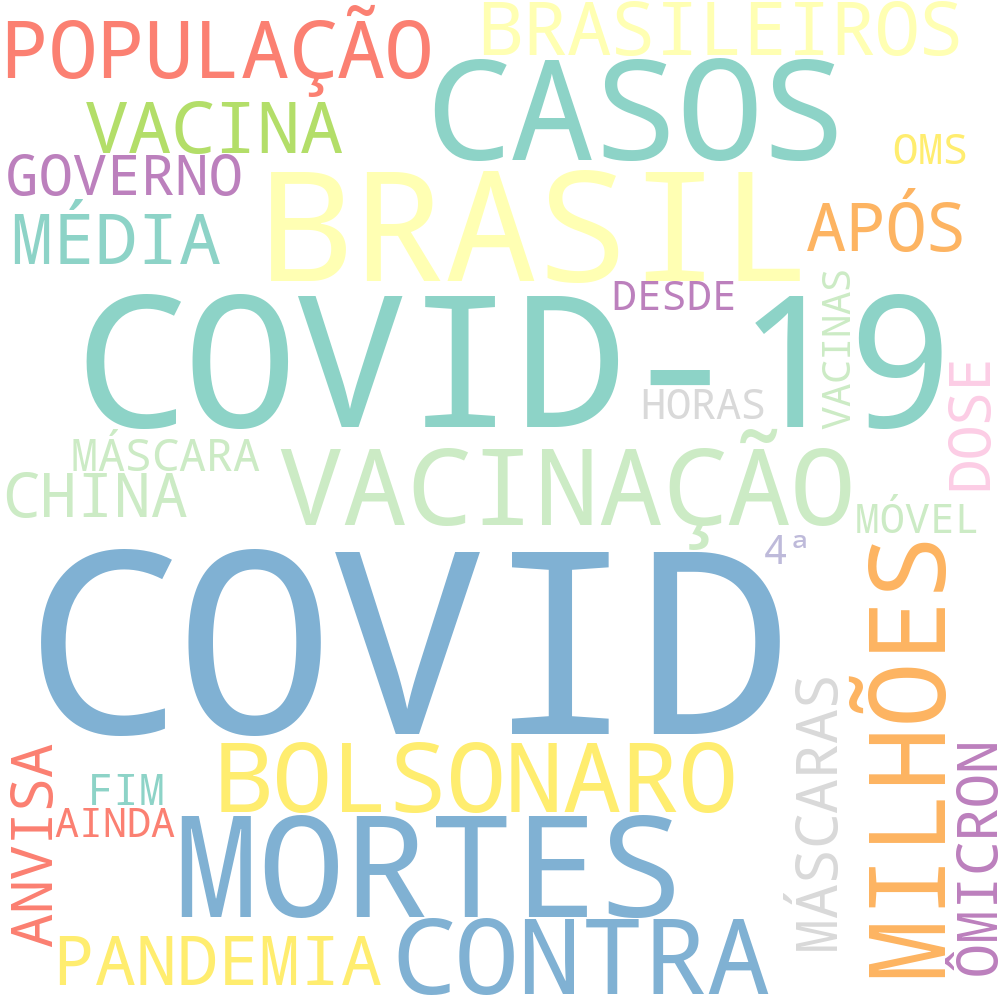 POPULAÇÃO
BRASILEIROS
VACINA
CASOS
OMS
GOVERNO
BRASIL
APÓS
MÉDIA
DESDE
VACINAS
COVID-19
HORAS
DOSE
MÁSCARA
VACINAÇÃO
CHINA
MÓVEL
4ª
COVID
MILHÕES
MÁSCARAS
BOLSONARO
ÔMICRON
ANVISA
FIM
AINDA
MORTES
PANDEMIA
CONTRA